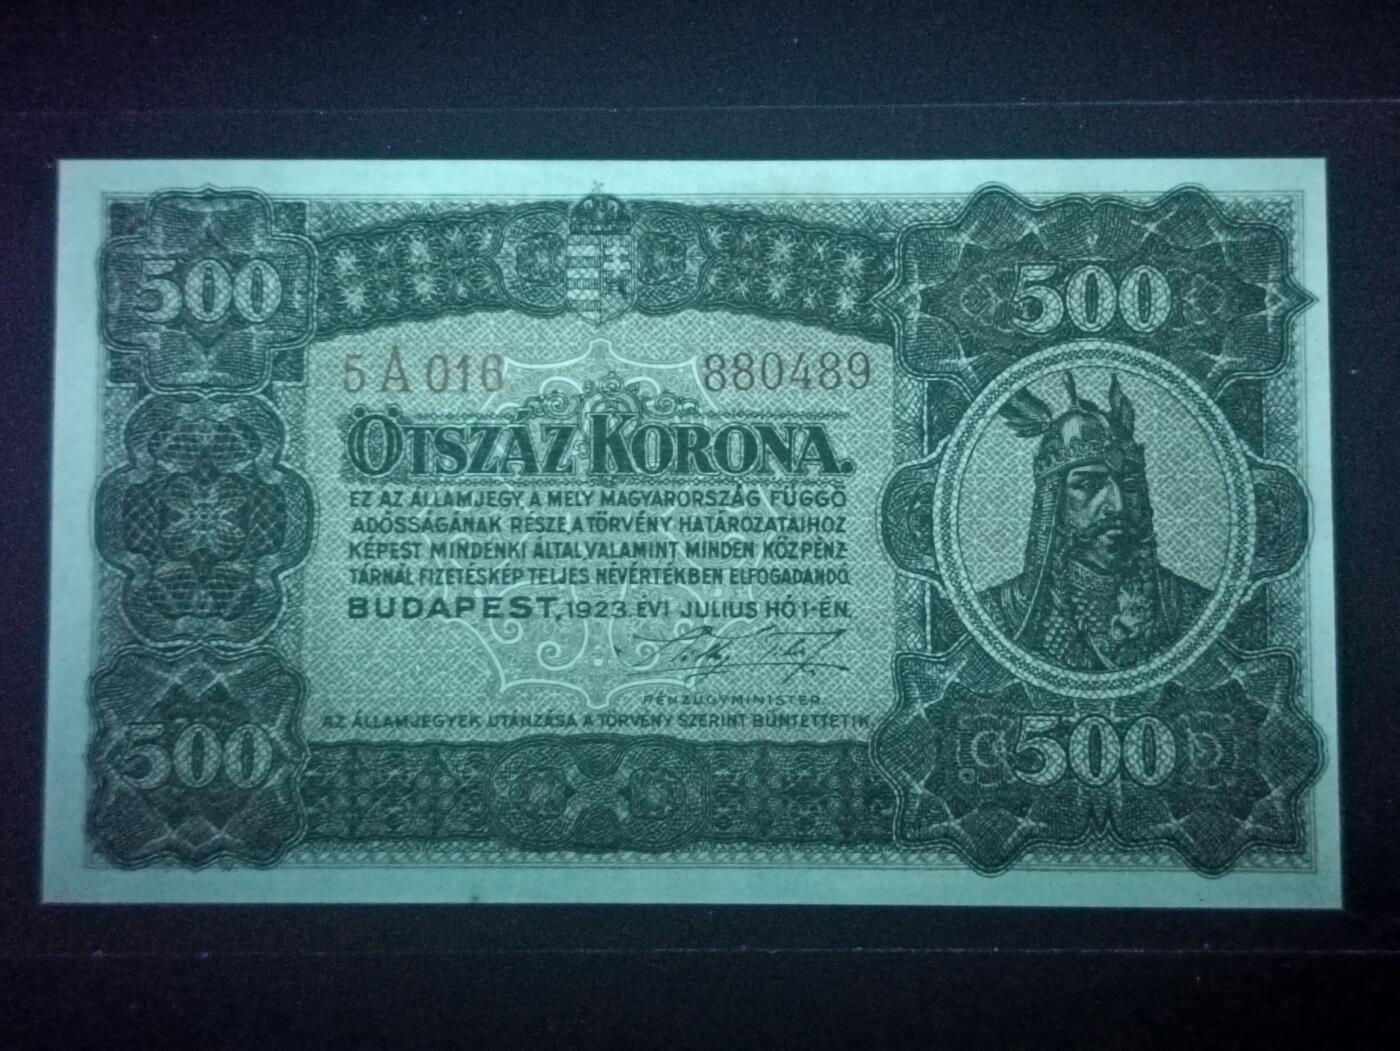 500
500
5 A 016 880489
ÖTSZÁZ KORONA.
EZ AZ ÁLLAMJEGY, A MELY MAGYARORSZÁG FÜGGŐ
ADÓSSÁGÁNAK RÉSZE, A TÖRVÉNY HATÁROZATAIHOZ
KÉPEST MINDENKI ÁLTAL VALAMINT MINDEN KÖZPÉNZ-
TÁRNÁL FIZETÉSKÉP TELJES NÉVÉRTÉKBEN ELFOGADANDÓ.
BUDAPEST, 1923. ÉVI JULIUS HÓ 1-ÉN.
PÉNZÜGYMINISTER.
AZ ÁLLAMJEGYEK UTÁNZÁSA A TÖRVÉNY SZERINT BÜNTETTETIK.
500
500